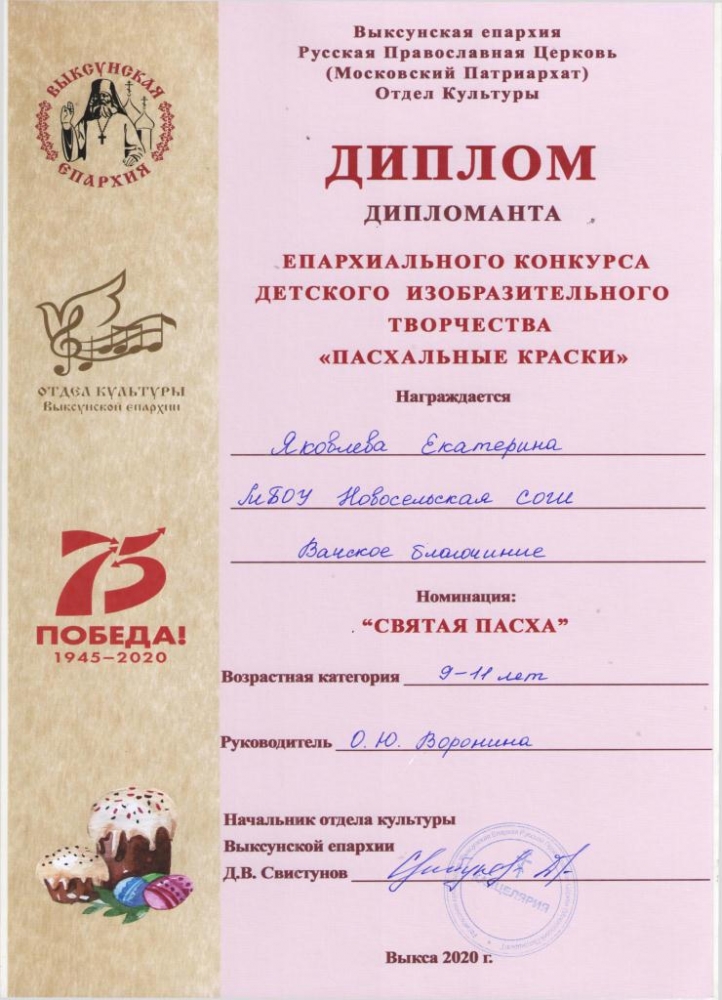 Выксунская епархия
Русская Православная Церковь
(Московский Патриархат)
Отдел Культуры
ВЫКСУНСКАЯ
ЕПАРХИЯ
ДИПЛОМ
ДИПЛОМАНТА
ЕПАРХИАЛЬНОГО КОНКУРСА
ДЕТСКОГО ИЗОБРАЗИТЕЛЬНОГО
ТВОРЧЕСТВА
«ПАСХАЛЬНЫЕ КРАСКИ»
ОТДЕЛ КУЛЬТУРЫ
Выксунской епархии
Награждается
Яковлева Екатерина
МБОУ Новосельская СОШ
Вачское благочиние
75
ПОБЕДА!
1945–2020
Номинация:
“СВЯТАЯ ПАСХА”
Возрастная категория 9-11 лет
Руководитель О.Ю. Воронина
Начальник отдела культуры
Выксунской епархии
Д.В. Свистунов
КАНЦЕЛЯРИЯ
Выкса 2020 г.